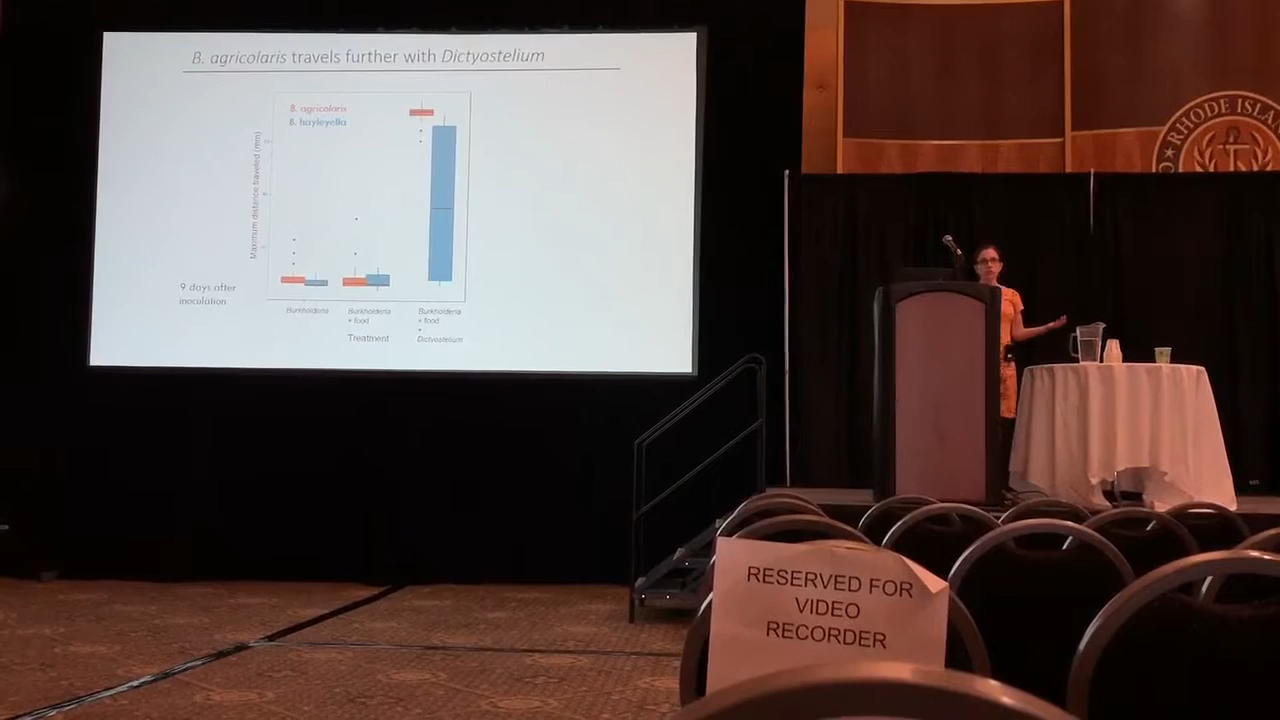 B. agricolaris travels further with Dictyostelium
B. agricolaris
B. hayleyella
Maximum distance traveled (mm)
9 days after
inoculation
Burkholderia
Burkholderia
+ food
Burkholderia
+ food
+
Dictyostelium
Treatment
RHODE ISLA
RESERVED FOR
VIDEO
RECORDER